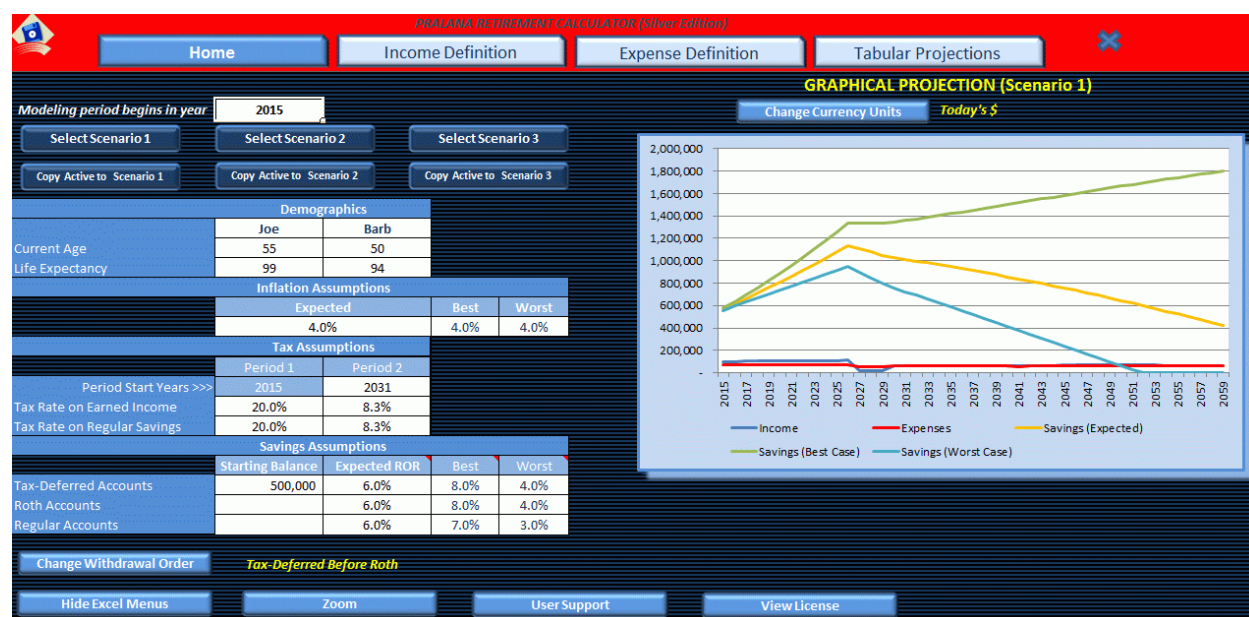 PRALANA RETIREMENT CALCULATOR (Silver Edition)
Home Income Definition Expense Definition Tabular Projections
GRAPHICAL PROJECTION (Scenario 1)
Modeling period begins in year 2015
Change Currency Units Today's $
Select Scenario 1 Select Scenario 2 Select Scenario 3
Copy Active to Scenario 1 Copy Active to Scenario 2 Copy Active to Scenario 3
Demographics
Joe Barb
Current Age 55 50
Life Expectancy 99 94
Inflation Assumptions
Expected Best Worst
4.0% 4.0% 4.0%
Tax Assumptions
Period 1 Period 2
Period Start Years >>> 2015 2031
Tax Rate on Earned Income 20.0% 8.3%
Tax Rate on Regular Savings 20.0% 8.3%
Savings Assumptions
Starting Balance Expected ROR Best Worst
Tax-Deferred Accounts 500,000 6.0% 8.0% 4.0%
Roth Accounts 6.0% 8.0% 4.0%
Regular Accounts 6.0% 7.0% 3.0%
Change Withdrawal Order Tax-Deferred Before Roth
Hide Excel Menus Zoom User Support View License
2,000,000
1,800,000
1,600,000
1,400,000
1,200,000
1,000,000
800,000
600,000
400,000
200,000
-
2015 2017 2019 2021 2023 2025 2027 2029 2031 2033 2035 2037 2039 2041 2043 2045 2047 2049 2051 2053 2055 2057 2059
Income Expenses Savings (Expected)
Savings (Best Case) Savings (Worst Case)